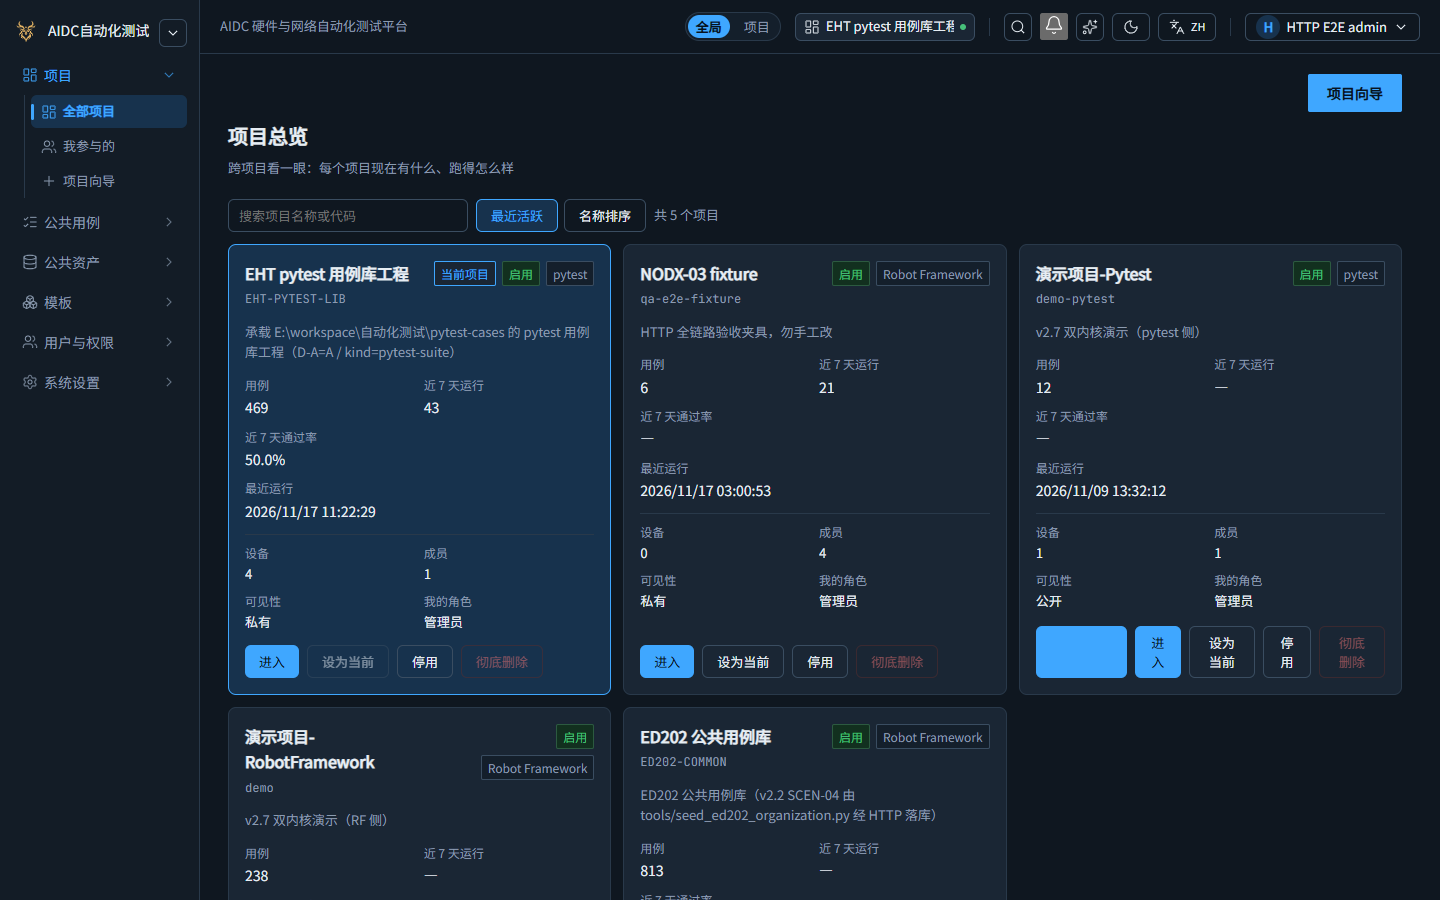 AIDC自动化测试
AIDC 硬件与网络自动化测试平台
全局
项目
EHT pytest 用例库工程
ZH
H
HTTP E2E admin
项目
全部项目
我参与的
项目向导
公共用例
公共资产
模板
用户与权限
系统设置
项目向导
项目总览
跨项目看一眼：每个项目现在有什么、跑得怎么样
搜索项目名称或代码
最近活跃
名称排序
共 5 个项目
EHT pytest 用例库工程
当前项目
启用
pytest
EHT-PYTEST-LIB
承载 E:\workspace\自动化测试\pytest-cases 的 pytest 用例
库工程（D-A=A / kind=pytest-suite）
用例
近 7 天运行
469
43
近 7 天通过率
50.0%
最近运行
2026/11/17 11:22:29
设备
成员
4
1
可见性
我的角色
私有
管理员
进入
设为当前
停用
彻底删除
NODX-03 fixture
启用
Robot Framework
qa-e2e-fixture
HTTP 全链路验收夹具，勿手工改
用例
近 7 天运行
6
21
近 7 天通过率
—
最近运行
2026/11/17 03:00:53
设备
成员
0
4
可见性
我的角色
私有
管理员
进入
设为当前
停用
彻底删除
演示项目-Pytest
启用
pytest
demo-pytest
v2.7 双内核演示（pytest 侧）
用例
近 7 天运行
12
—
近 7 天通过率
—
最近运行
2026/11/09 13:32:12
设备
成员
1
1
可见性
我的角色
公开
管理员
进
入
设为
当前
停
用
彻底
删除
演示项目-
RobotFramework
启用
Robot Framework
demo
v2.7 双内核演示（RF 侧）
用例
近 7 天运行
238
—
ED202 公共用例库
启用
Robot Framework
ED202-COMMON
ED202 公共用例库（v2.2 SCEN-04 由
tools/seed_ed202_organization.py 经 HTTP 落库）
用例
近 7 天运行
813
—
近 7 天通过率